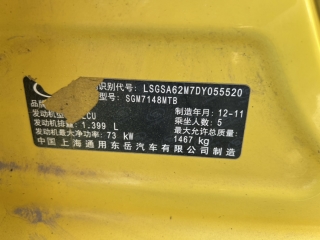 识别代号: LSGSA62M7DY055520
型号: SGM7148MTB
品牌 制造年月: 12-11
发动机型 LCU 乘坐人数: 5
发动机排量: 1.399 L 最大允许总质量:
发动机最大净功率: 73 kW 1467 kg
中国上海通用东岳汽车有限公司制造